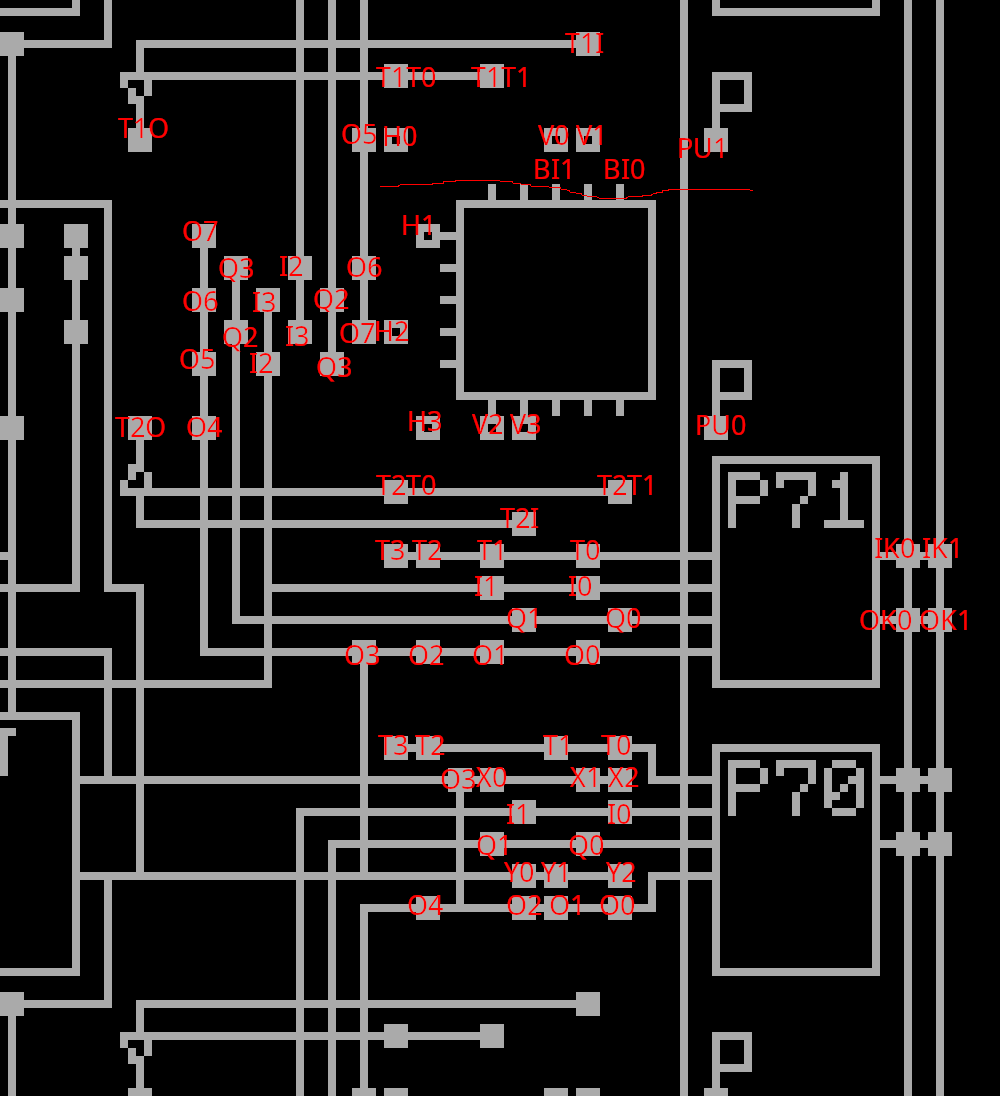 T1I
T1T0 T1T1
T1O O5 H0 V0 V1 PU1
BI1 BI0
O7 H1
Q3 I2 O6
O6 I3 Q2
Q2 I3 O7 H2
O5 I2 Q3
T2O O4 H3 V2 V3 PU0
T2T0 T2T1 P71
T2I
T3 T2 T1 T0 IK0 IK1
I1 I0
Q1 Q0 OK0 OK1
O3 O2 O1 O0
T3 T2 T1 T0
O3 X0 X1 X2 P70
I1 I0
Q1 Q0
Y0 Y1 Y2
O4 O2 O1 O0